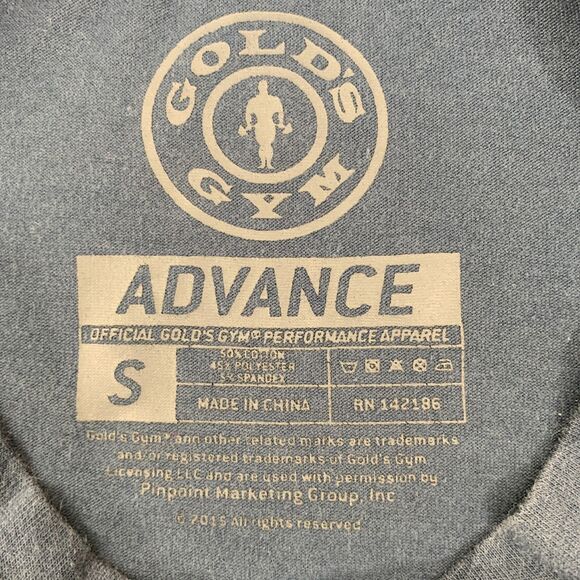 GOLD'S
GYM
ADVANCE
OFFICIAL GOLD'S GYM® PERFORMANCE APPAREL
S
50% COTTON
45% POLYESTER
5% SPANDEX
MADE IN CHINA
RN 142186
Gold's Gym® and other related marks are trademarks
and/or registered trademarks of Gold's Gym
Licensing LLC and are used with permission by
Pinpoint Marketing Group, Inc
© 2015 All rights reserved